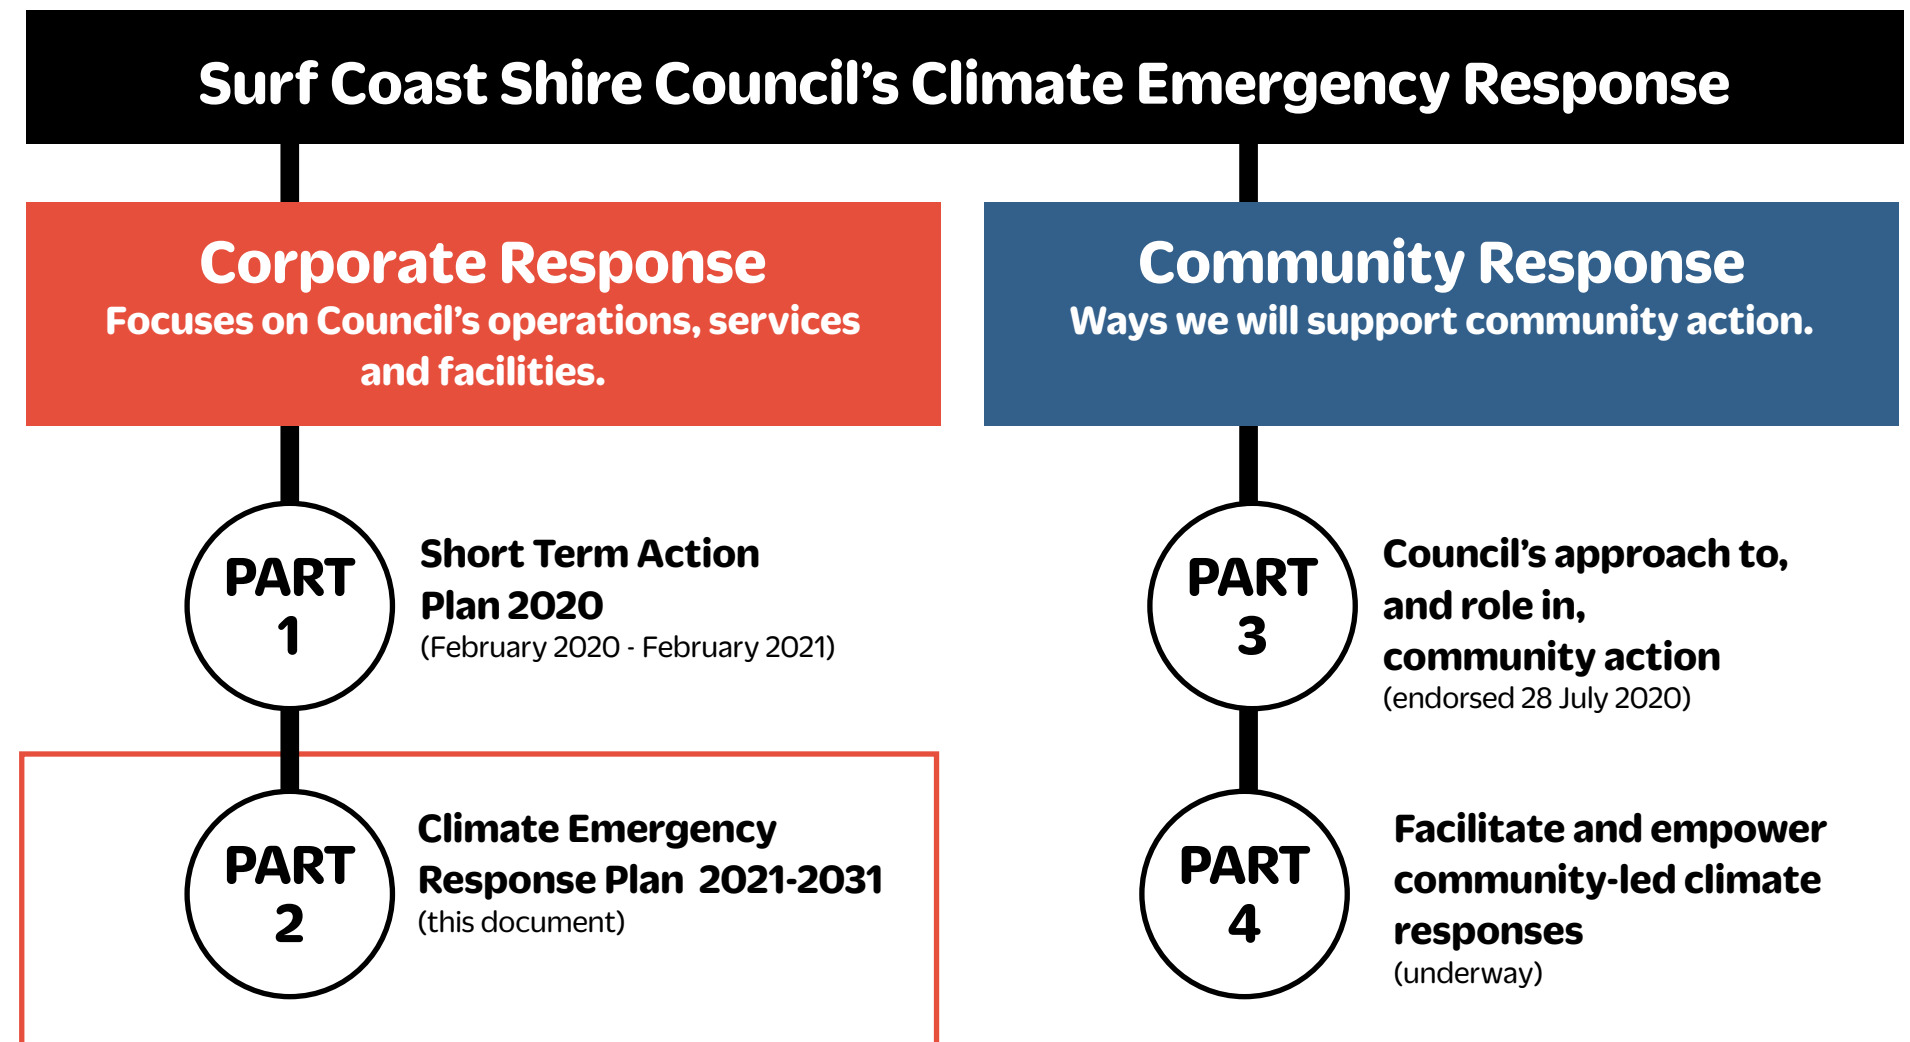 Surf Coast Shire Council’s Climate Emergency Response
Corporate Response
Focuses on Council’s operations, services
and facilities.
PART
1
Short Term Action
Plan 2020
(February 2020 - February 2021)
PART
2
Climate Emergency
Response Plan 2021-2031
(this document)
Community Response
Ways we will support community action.
PART
3
Council’s approach to,
and role in,
community action
(endorsed 28 July 2020)
PART
4
Facilitate and empower
community-led climate
responses
(underway)